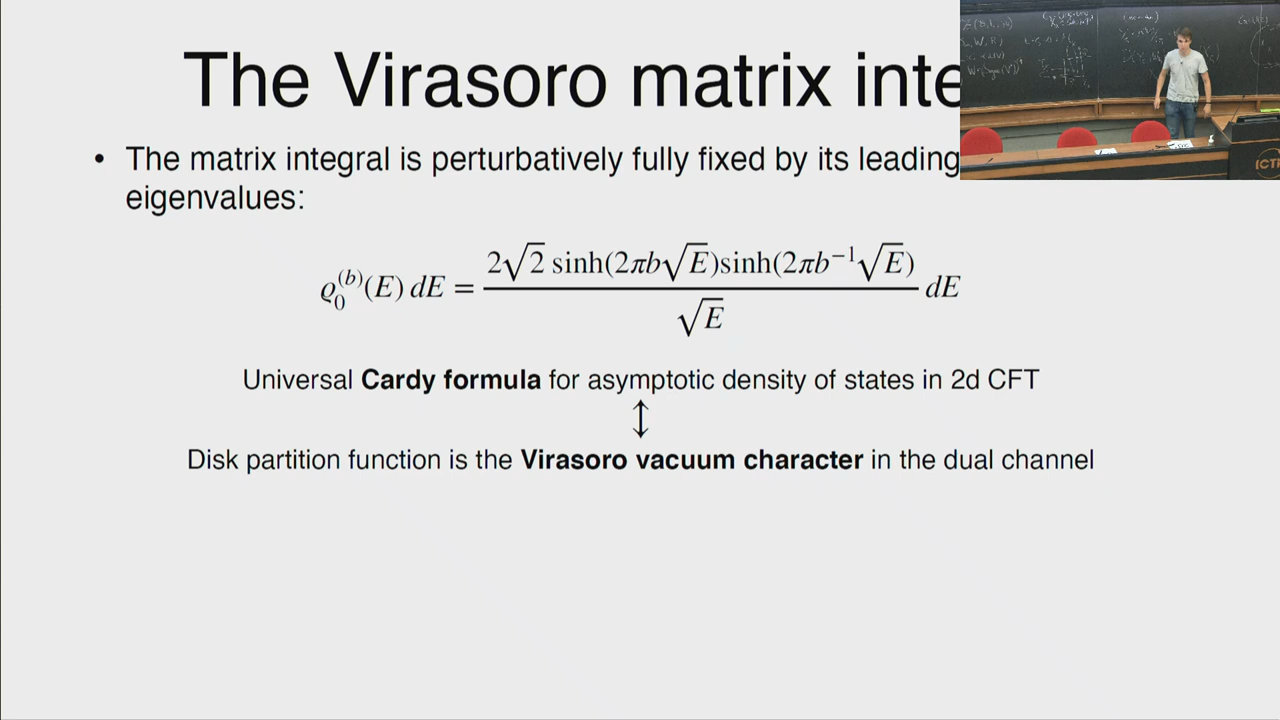 The Virasoro matrix inte
• The matrix integral is perturbatively fully fixed by its leading
eigenvalues:
ϱ₀⁽ᵇ⁾(E) dE = 2√2 sinh(2πb√E)sinh(2πb⁻¹√E) / √E dE
Universal Cardy formula for asymptotic density of states in 2d CFT
↕
Disk partition function is the Virasoro vacuum character in the dual channel